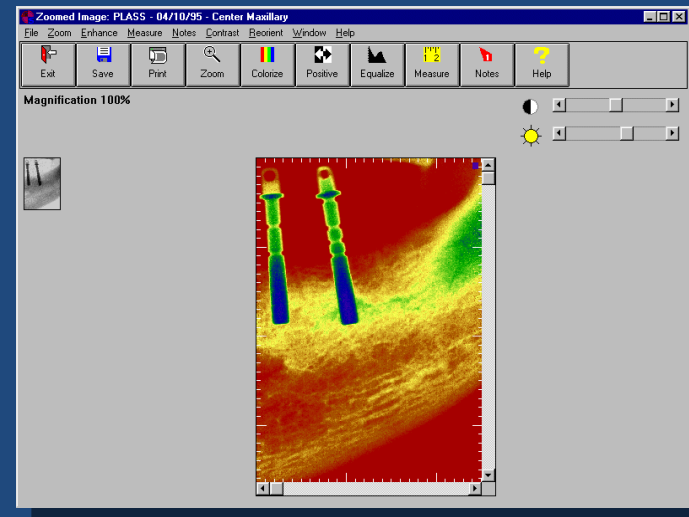 Zoomed Image: PLASS - 04/10/95 - Center Maxillary
File Zoom Enhance Measure Notes Contrast Reorient Window Help
Exit Save Print Zoom Colorize Positive Equalize Measure Notes Help
Magnification 100%